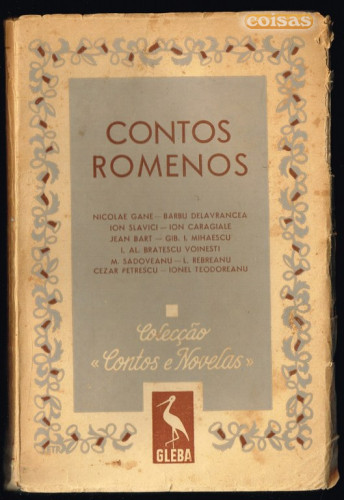 coisas
CONTOS
ROMENOS
NICOLAE GANE — BARBU DELAVRANCEA
ION SLAVICI — ION CARAGIALE
JEAN BART — GIB. I. MIHAESCU
I. AL. BRATESCU VOINESTI
M. SADOVEANU — L. REBREANU
CEZAR PETRESCU — IONEL TEODOREANU
Colecção
«Contos e Novelas»
GLEBA